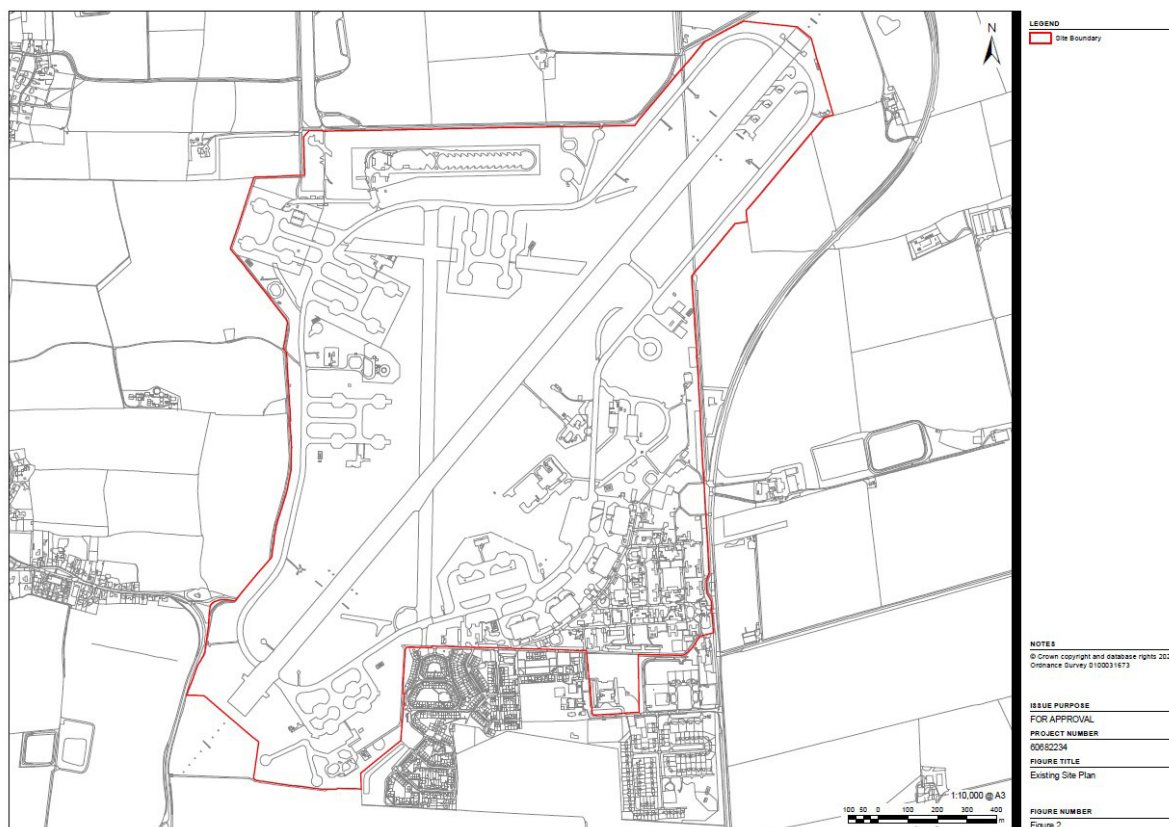 N
LEGEND
Site Boundary
NOTES
© Crown copyright and database rights 202
Ordnance Survey 0100031673
ISSUE PURPOSE
FOR APPROVAL
PROJECT NUMBER
60682234
FIGURE TITLE
Existing Site Plan
1:10,000 @ A3
100 50 0 100 200 300 400
m
FIGURE NUMBER
Figure 2